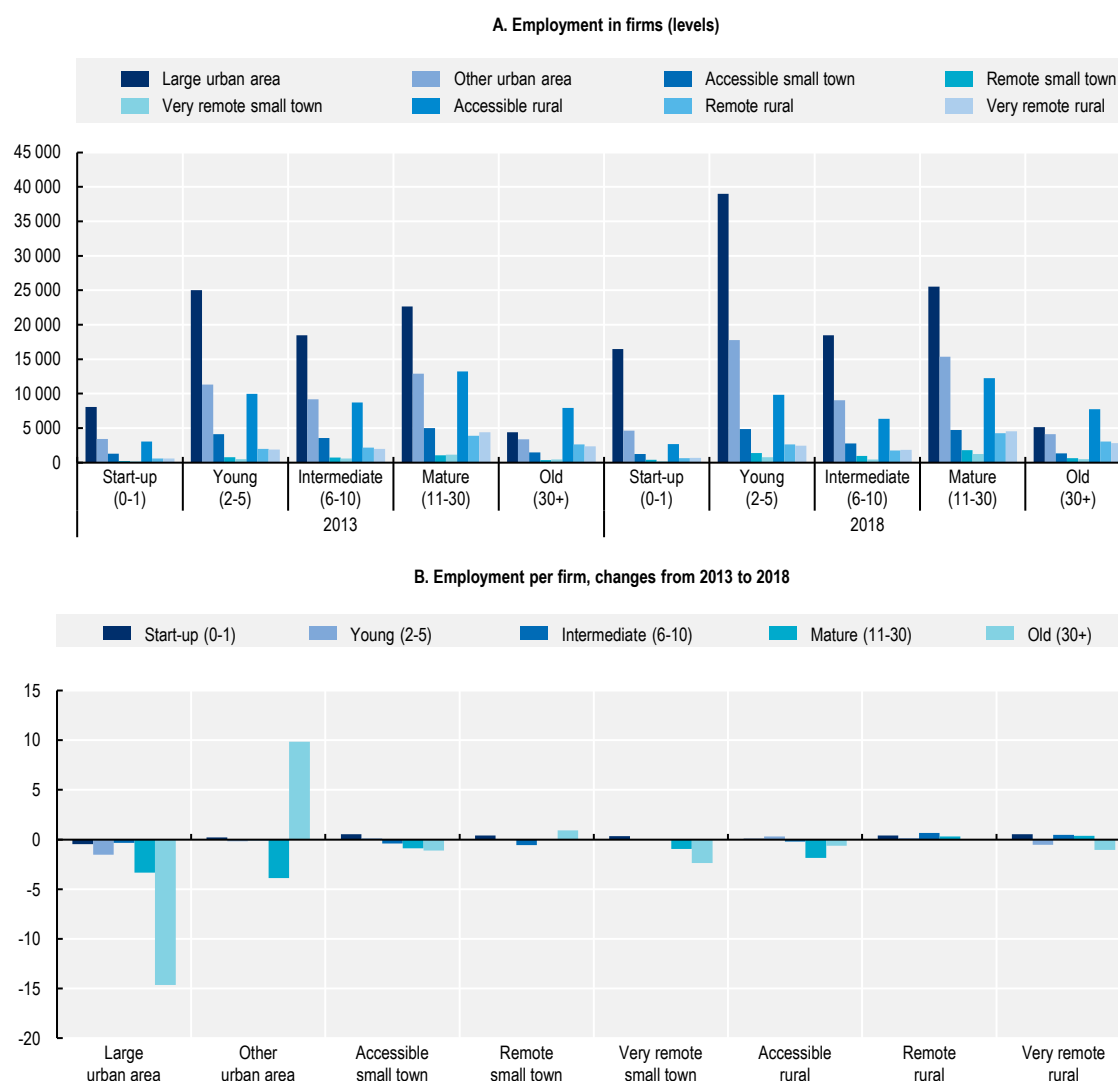 A. Employment in firms (levels)
Large urban area Other urban area Accessible small town Remote small town
Very remote small town Accessible rural Remote rural Very remote rural
45 000
40 000
35 000
30 000
25 000
20 000
15 000
10 000
5 000
0
Start-up Young Intermediate Mature Old Start-up Young Intermediate Mature Old
(0-1) (2-5) (6-10) (11-30) (30+) (0-1) (2-5) (6-10) (11-30) (30+)
2013 2018
B. Employment per firm, changes from 2013 to 2018
Start-up (0-1) Young (2-5) Intermediate (6-10) Mature (11-30) Old (30+)
15
10
5
0
-5
-10
-15
-20
Large Other Accessible Remote Very remote Accessible Remote Very remote
urban area urban area small town small town small town rural rural rural